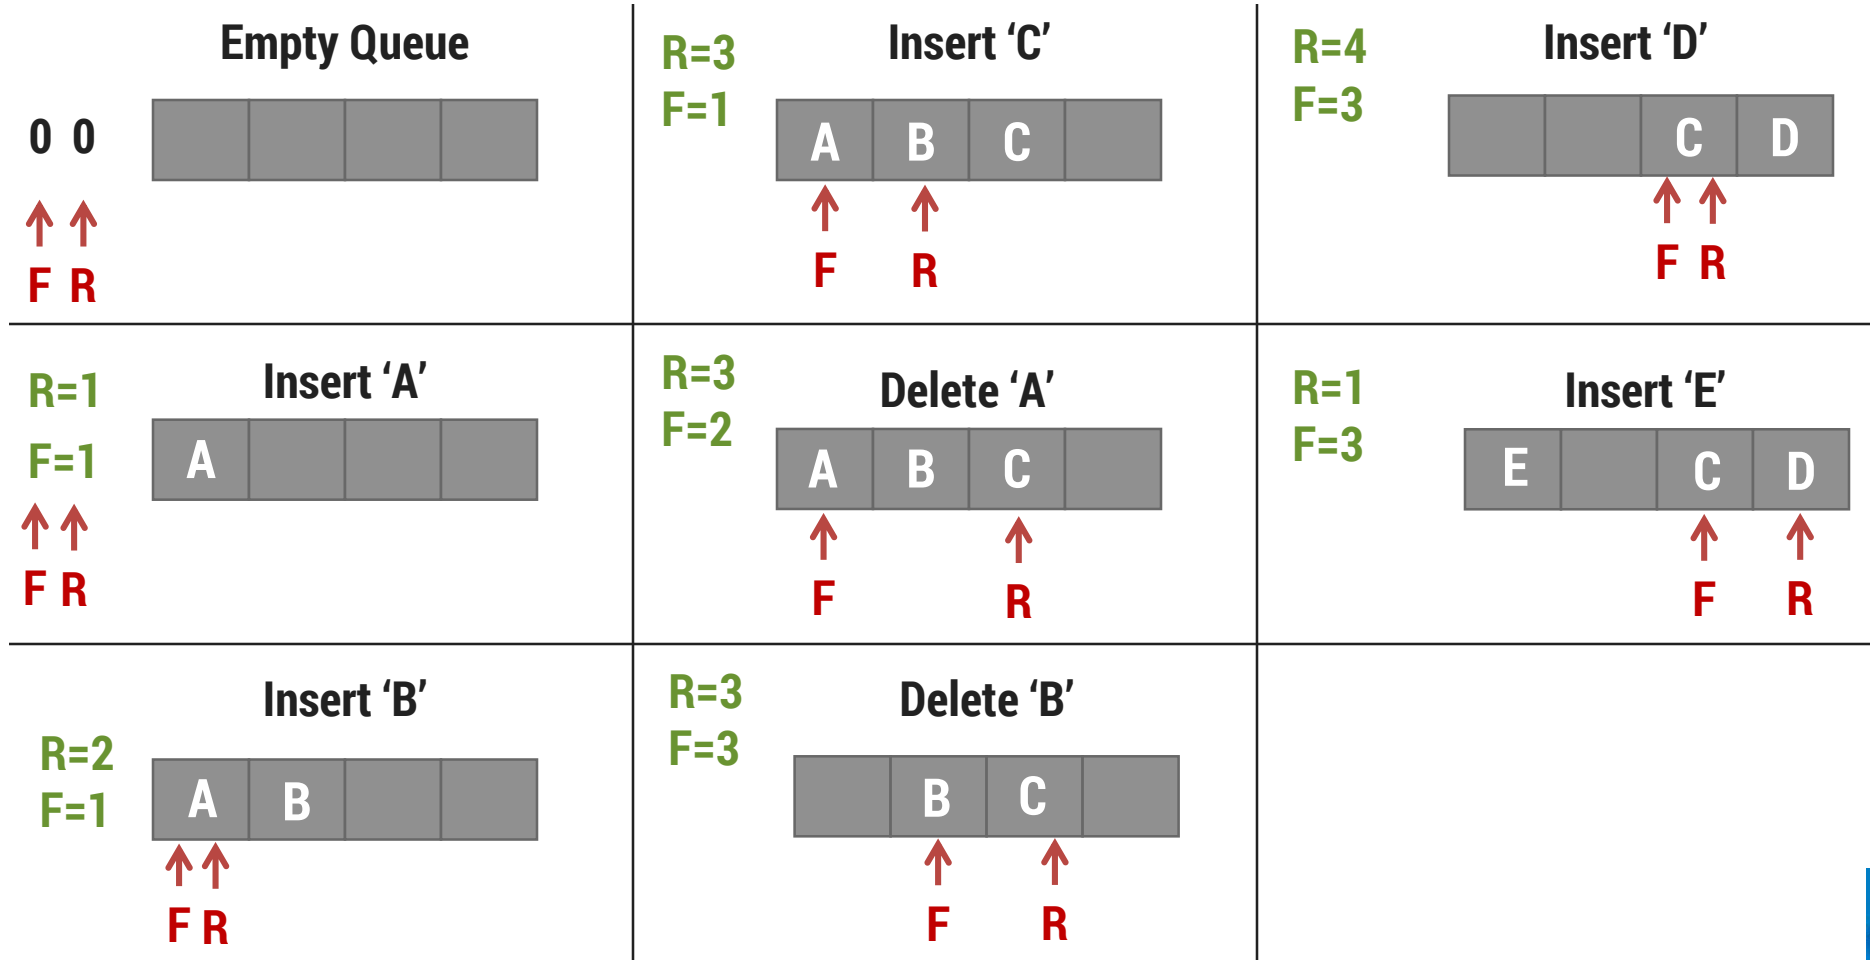 Empty Queue
0 0
F R
R=1
F=1
Insert ‘A’
A
F R
Insert ‘B’
R=2
F=1
A B
F R
R=3
F=1
Insert ‘C’
A B C
F R
R=3
F=2
Delete ‘A’
A B C
F R
R=3
F=3
Delete ‘B’
B C
F R
R=4
F=3
Insert ‘D’
C D
F R
R=1
F=3
Insert ‘E’
E C D
F R